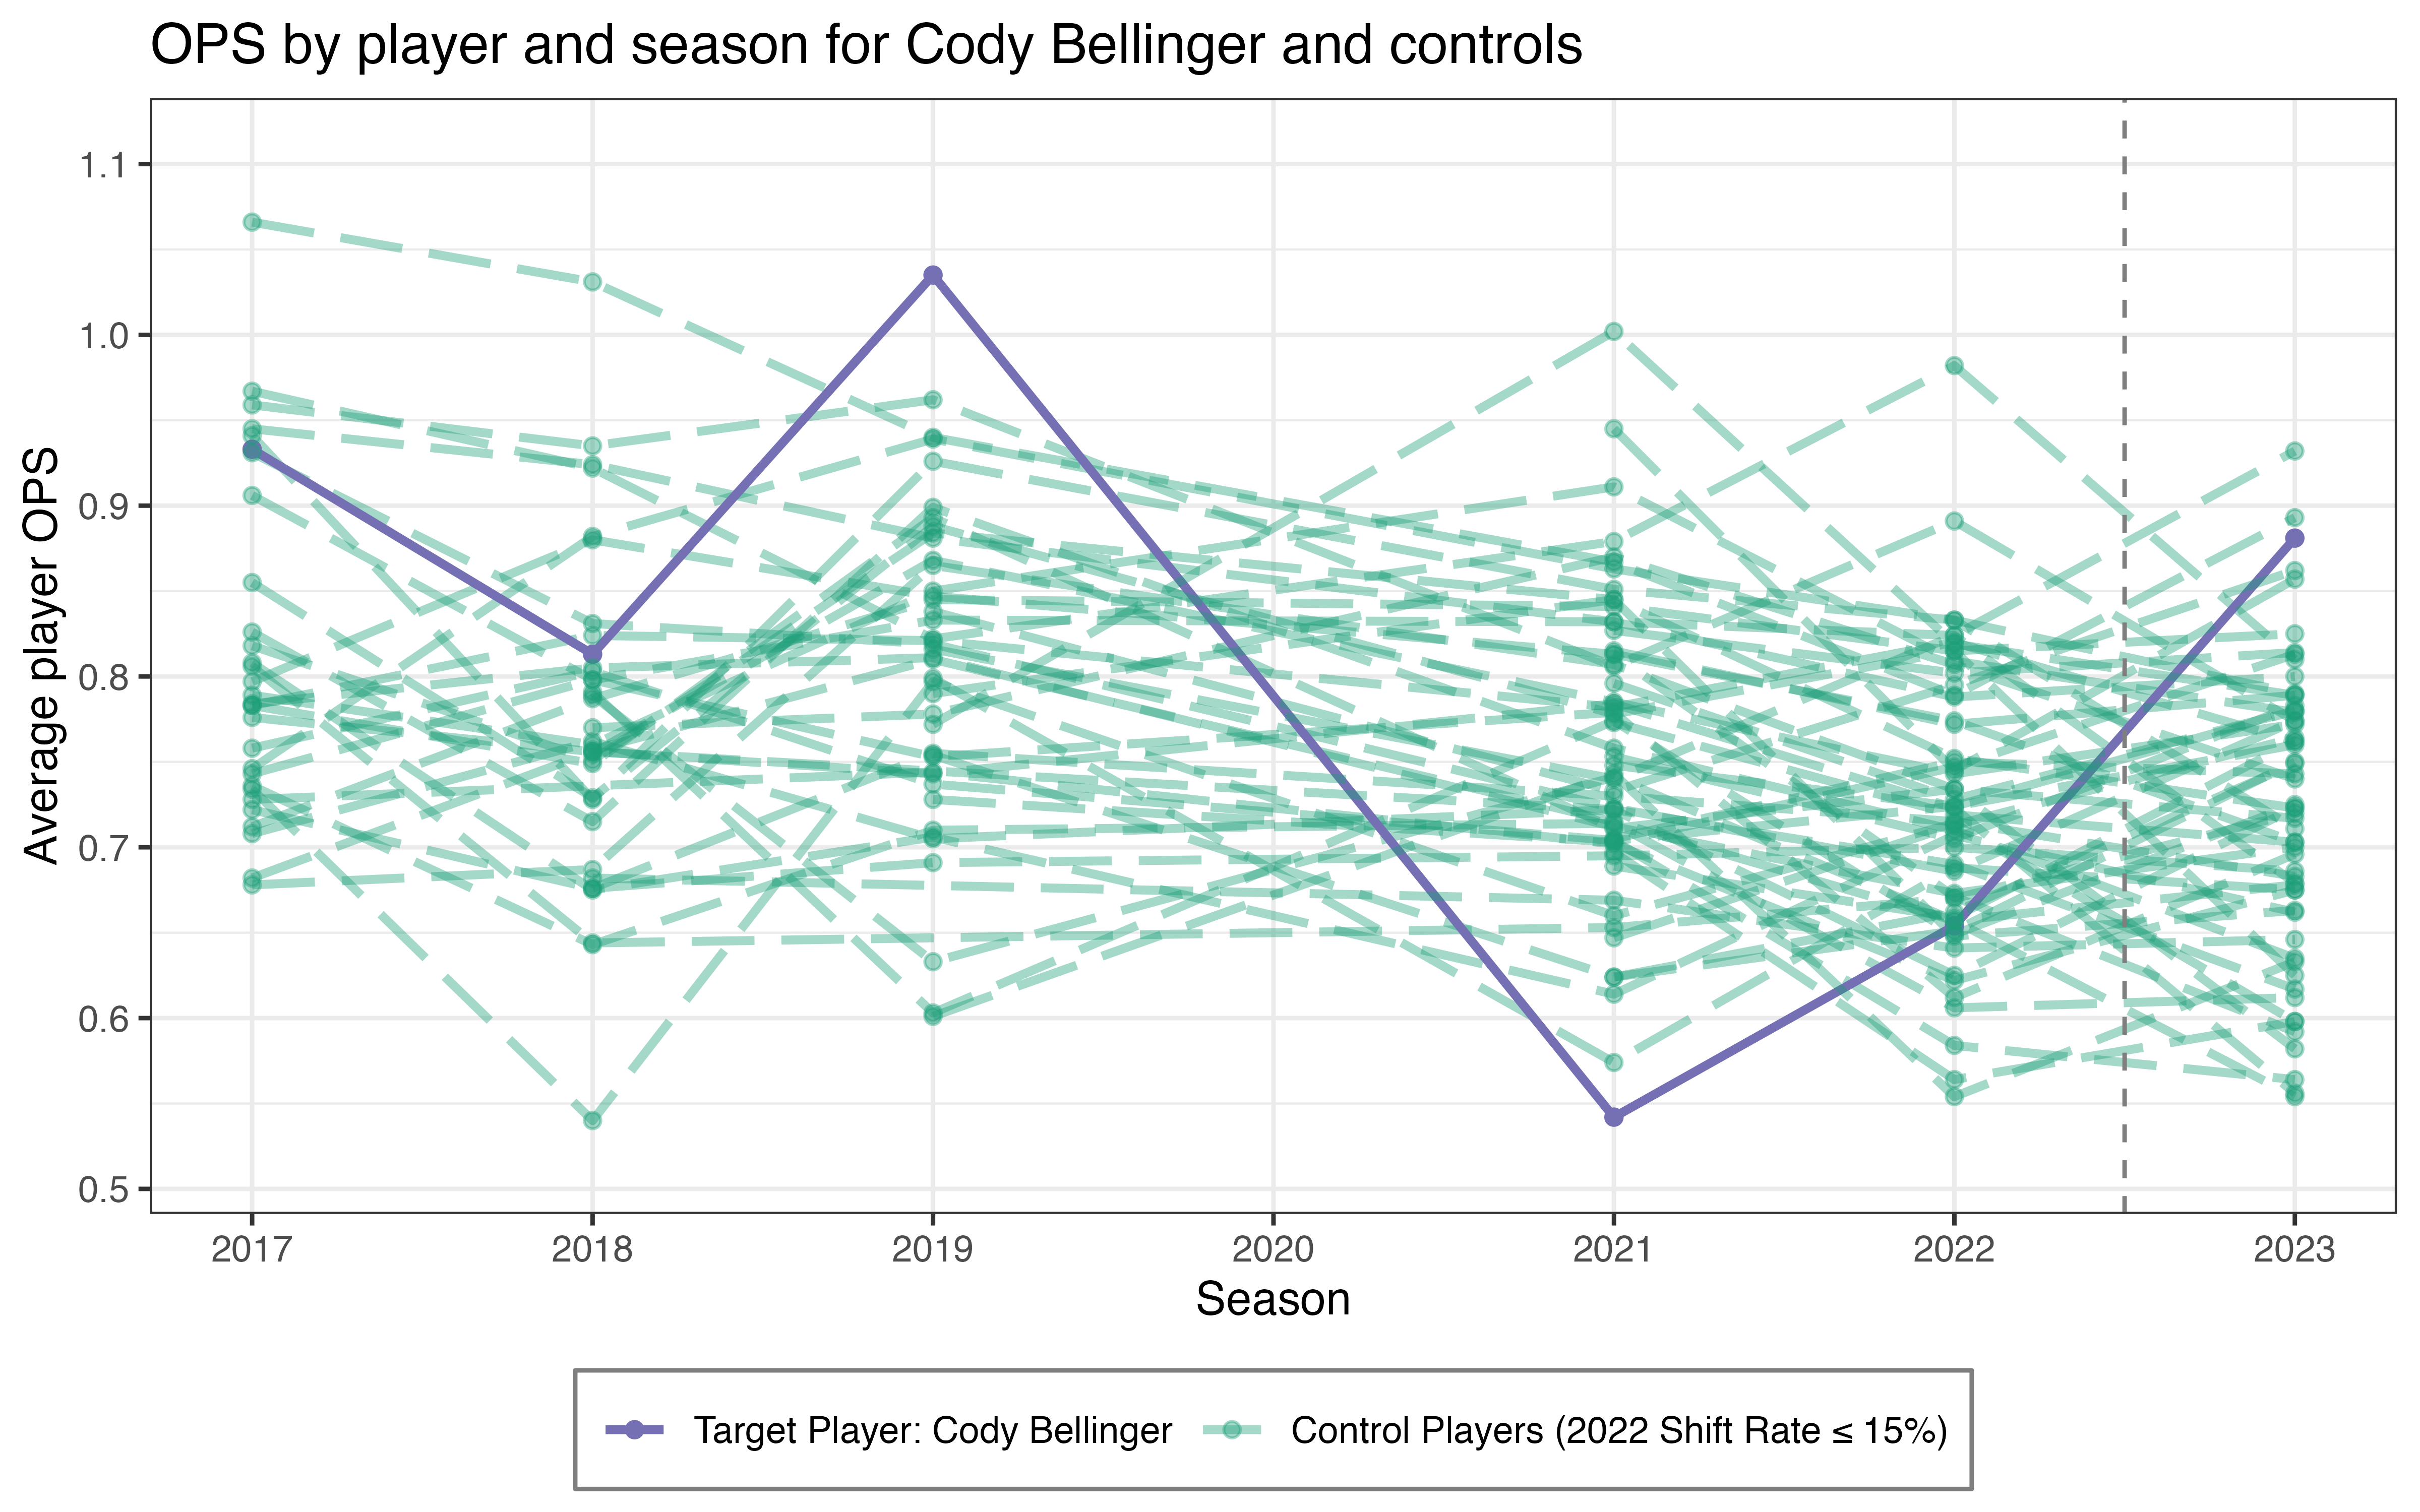 OPS by player and season for Cody Bellinger and controls
Average player OPS
1.1
1.0
0.9
0.8
0.7
0.6
0.5
2017 2018 2019 2020 2021 2022 2023
Season
Target Player: Cody Bellinger Control Players (2022 Shift Rate ≤ 15%)